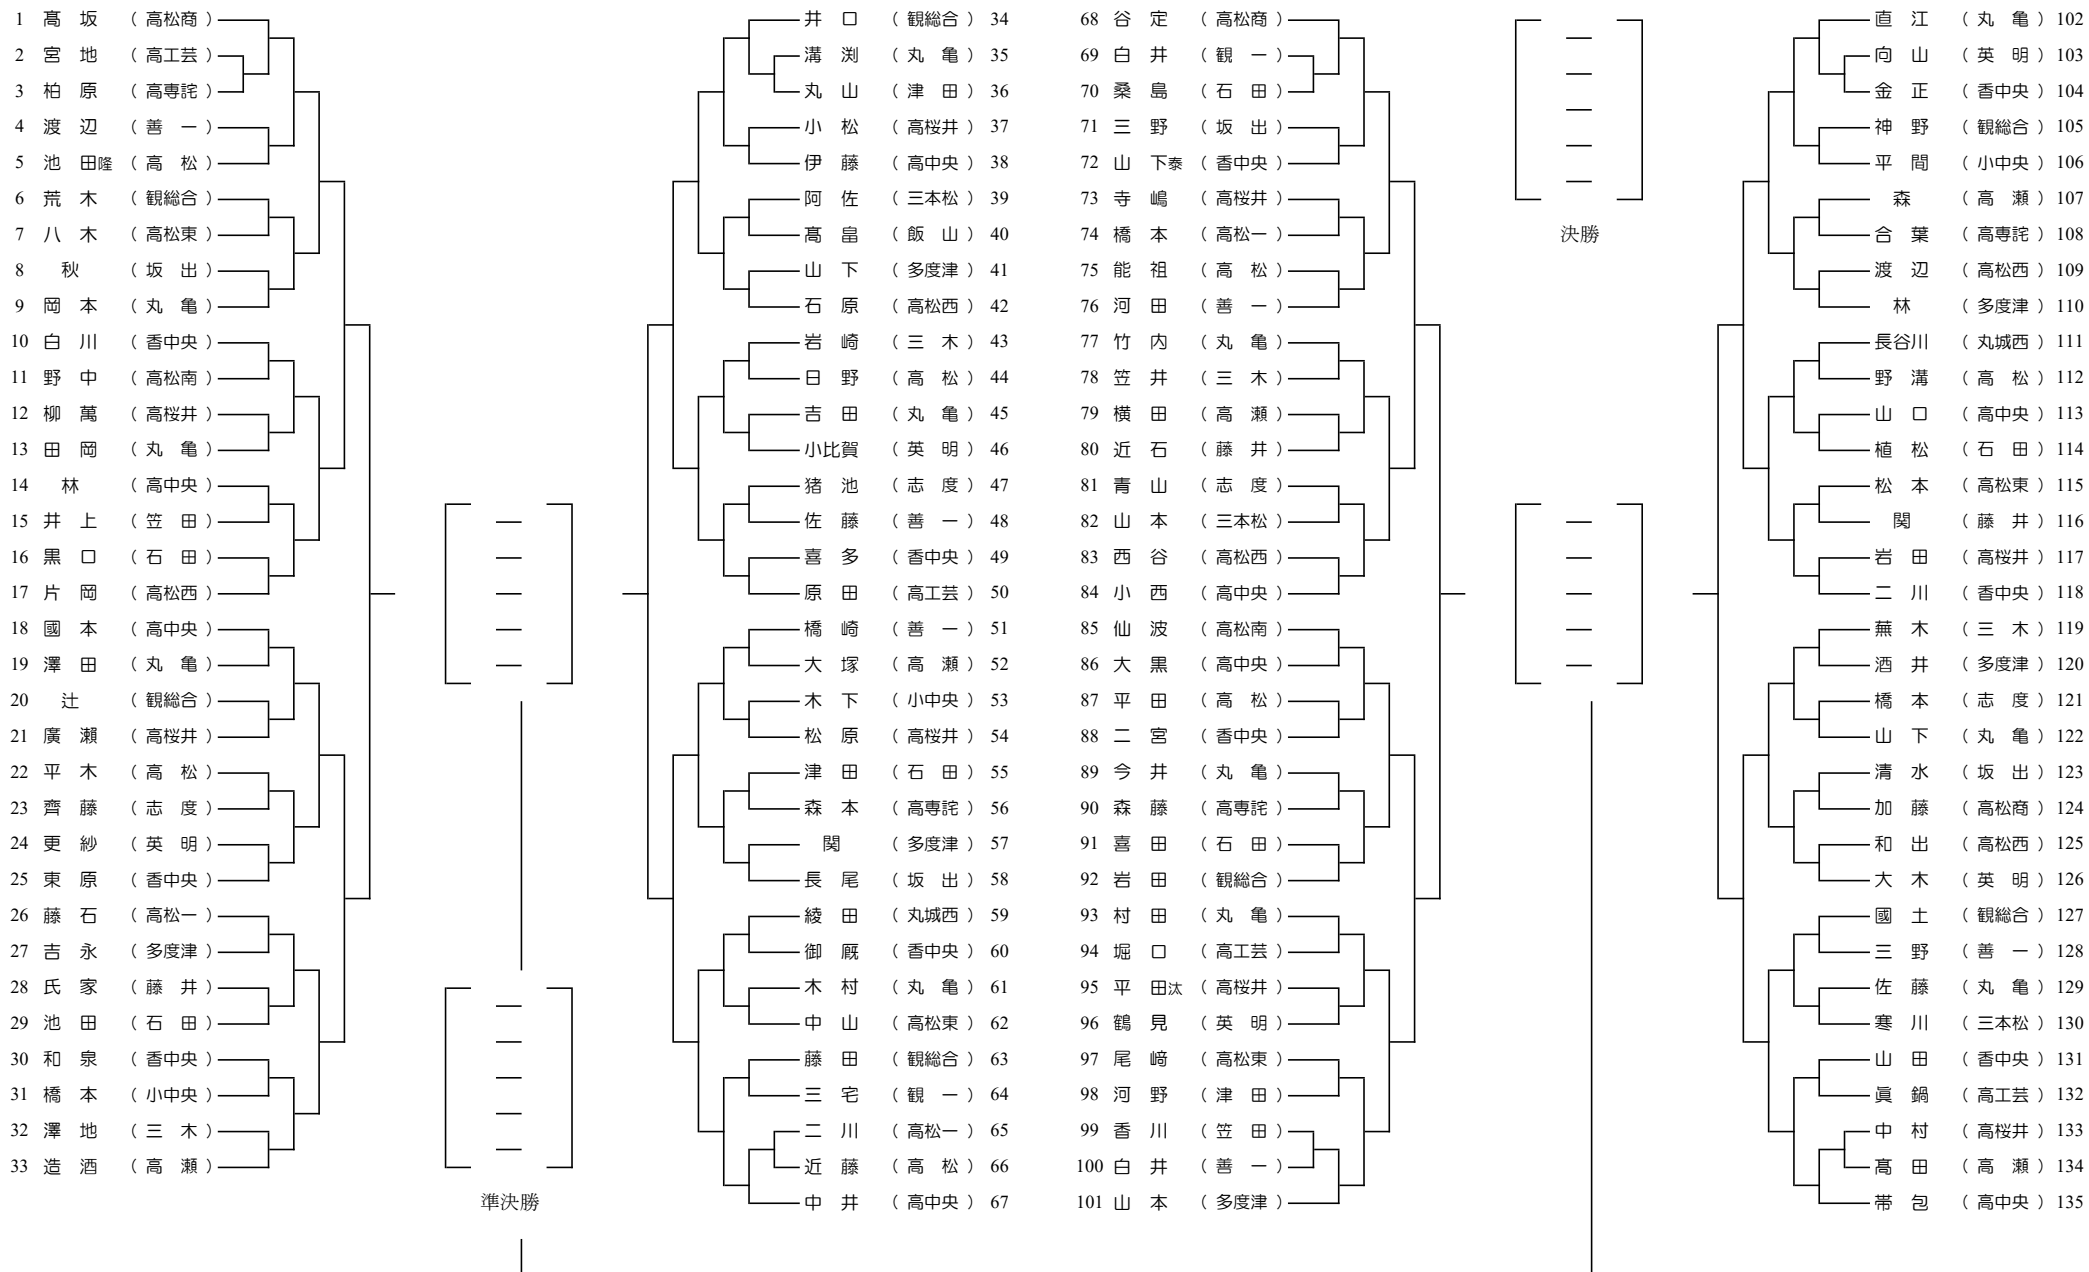 1 髙坂 （高松商）
2 宮地 （高工芸）
3 柏原 （高専詫）
4 渡辺 （善一）
5 池田隆 （高松）
6 荒木 （観総合）
7 八木 （高松東）
8 秋 （坂出）
9 岡本 （丸亀）
10 白川 （香中央）
11 野中 （高松南）
12 柳萬 （高桜井）
13 田岡 （丸亀）
14 林 （高中央）
15 井上 （笠田）
16 黒口 （石田）
17 片岡 （高松西）
18 國本 （高中央）
19 澤田 （丸亀）
20 辻 （観総合）
21 廣瀬 （高桜井）
22 平木 （高松）
23 齊藤 （志度）
24 更紗 （英明）
25 東原 （香中央）
26 藤石 （高松一）
27 吉永 （多度津）
28 氏家 （藤井）
29 池田 （石田）
30 和泉 （香中央）
31 橋本 （小中央）
32 澤地 （三木）
33 造酒 （高瀬）
準決勝
井口 （観総合） 34
溝渕 （丸亀） 35
丸山 （津田） 36
小松 （高桜井） 37
伊藤 （高中央） 38
阿佐 （三本松） 39
髙畠 （飯山） 40
山下 （多度津） 41
石原 （高松西） 42
岩崎 （三木） 43
日野 （高松） 44
吉田 （丸亀） 45
小比賀 （英明） 46
猪池 （志度） 47
佐藤 （善一） 48
喜多 （香中央） 49
原田 （高工芸） 50
橋崎 （善一） 51
大塚 （高瀬） 52
木下 （小中央） 53
松原 （高桜井） 54
津田 （石田） 55
森本 （高専詫） 56
関 （多度津） 57
長尾 （坂出） 58
綾田 （丸城西） 59
御厩 （香中央） 60
木村 （丸亀） 61
中山 （高松東） 62
藤田 （観総合） 63
三宅 （観一） 64
二川 （高松一） 65
近藤 （高松） 66
中井 （高中央） 67
68 谷定 （高松商）
69 白井 （観一）
70 桑島 （石田）
71 三野 （坂出）
72 山下泰 （香中央）
73 寺嶋 （高桜井）
74 橋本 （高松一）
75 能祖 （高松）
76 河田 （善一）
77 竹内 （丸亀）
78 笠井 （三木）
79 横田 （高瀬）
80 近石 （藤井）
81 青山 （志度）
82 山本 （三本松）
83 西谷 （高松西）
84 小西 （高中央）
85 仙波 （高松南）
86 大黒 （高中央）
87 平田 （高松）
88 二宮 （香中央）
89 今井 （丸亀）
90 森藤 （高専詫）
91 喜田 （石田）
92 岩田 （観総合）
93 村田 （丸亀）
94 堀口 （高工芸）
95 平田汰 （高桜井）
96 鶴見 （英明）
97 尾﨑 （高松東）
98 河野 （津田）
99 香川 （笠田）
100 白井 （善一）
101 山本 （多度津）
決勝
直江 （丸亀） 102
向山 （英明） 103
金正 （香中央） 104
神野 （観総合） 105
平間 （小中央） 106
森 （高瀬） 107
合葉 （高専詫） 108
渡辺 （高松西） 109
林 （多度津） 110
長谷川 （丸城西） 111
野溝 （高松） 112
山口 （高中央） 113
植松 （石田） 114
松本 （高松東） 115
関 （藤井） 116
岩田 （高桜井） 117
二川 （香中央） 118
蕪木 （三木） 119
酒井 （多度津） 120
橋本 （志度） 121
山下 （丸亀） 122
清水 （坂出） 123
加藤 （高松商） 124
和出 （高松西） 125
大木 （英明） 126
國土 （観総合） 127
三野 （善一） 128
佐藤 （丸亀） 129
寒川 （三本松） 130
山田 （香中央） 131
眞鍋 （高工芸） 132
中村 （高桜井） 133
髙田 （高瀬） 134
帯包 （高中央） 135